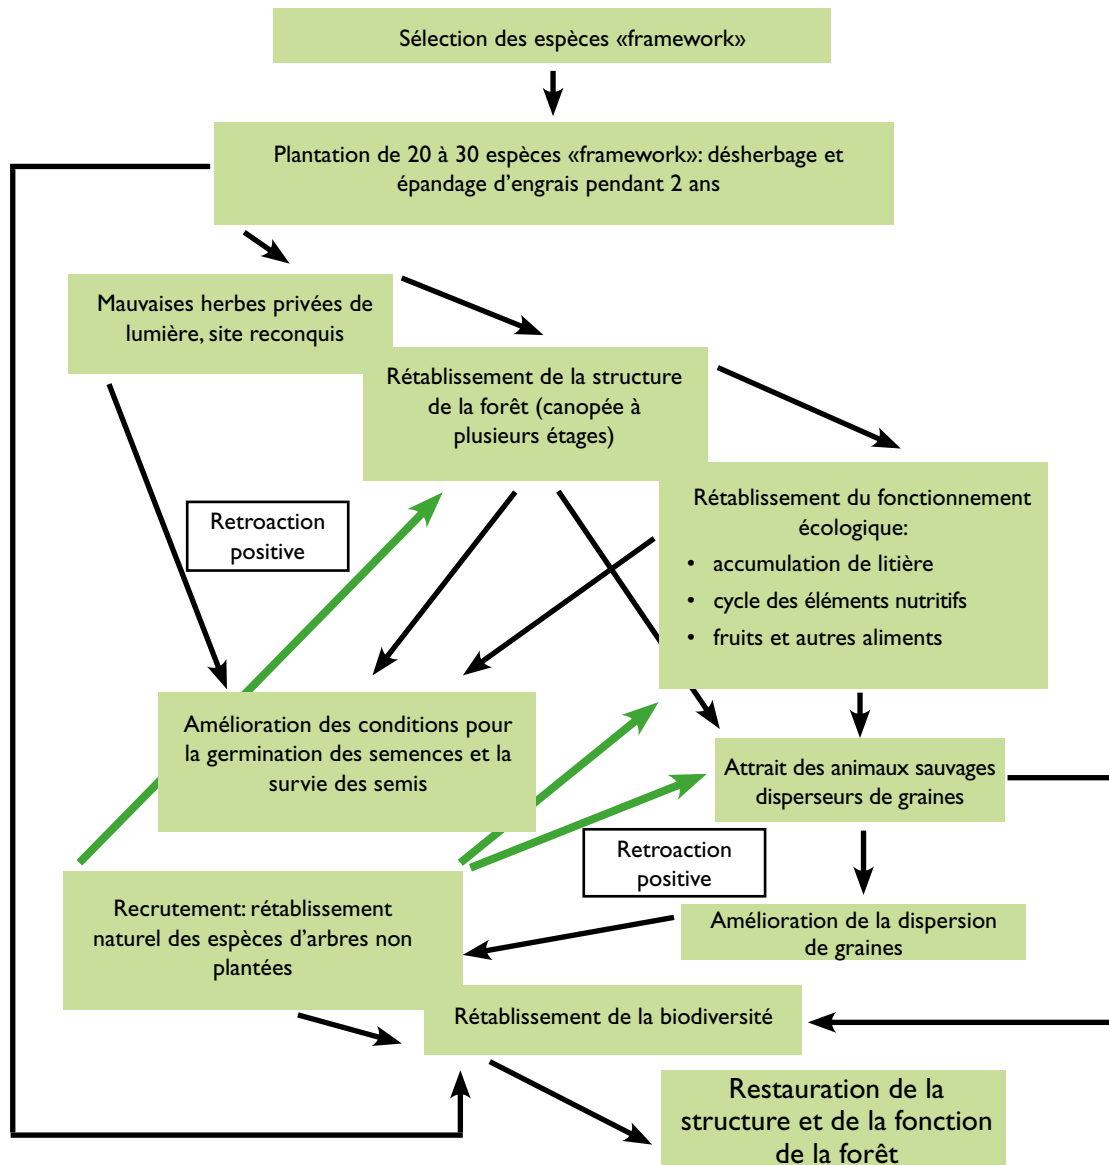 Sélection des espèces «framework»
Plantation de 20 à 30 espèces «framework»: désherbage et
épandage d'engrais pendant 2 ans
Mauvaises herbes privées de
lumière, site reconquis
Rétablissement de la structure
de la forêt (canopée à
plusieurs étages)
Retroaction
positive
Rétablissement du fonctionnement
écologique:
• accumulation de litière
• cycle des éléments nutritifs
• fruits et autres aliments
Amélioration des conditions pour
la germination des semences et la
survie des semis
Attrait des animaux sauvages
disperseurs de graines
Retroaction
positive
Recrutement: rétablissement
naturel des espèces d'arbres non
plantées
Amélioration de la dispersion
de graines
Rétablissement de la biodiversité
Restauration de la
structure et de la fonction
de la forêt